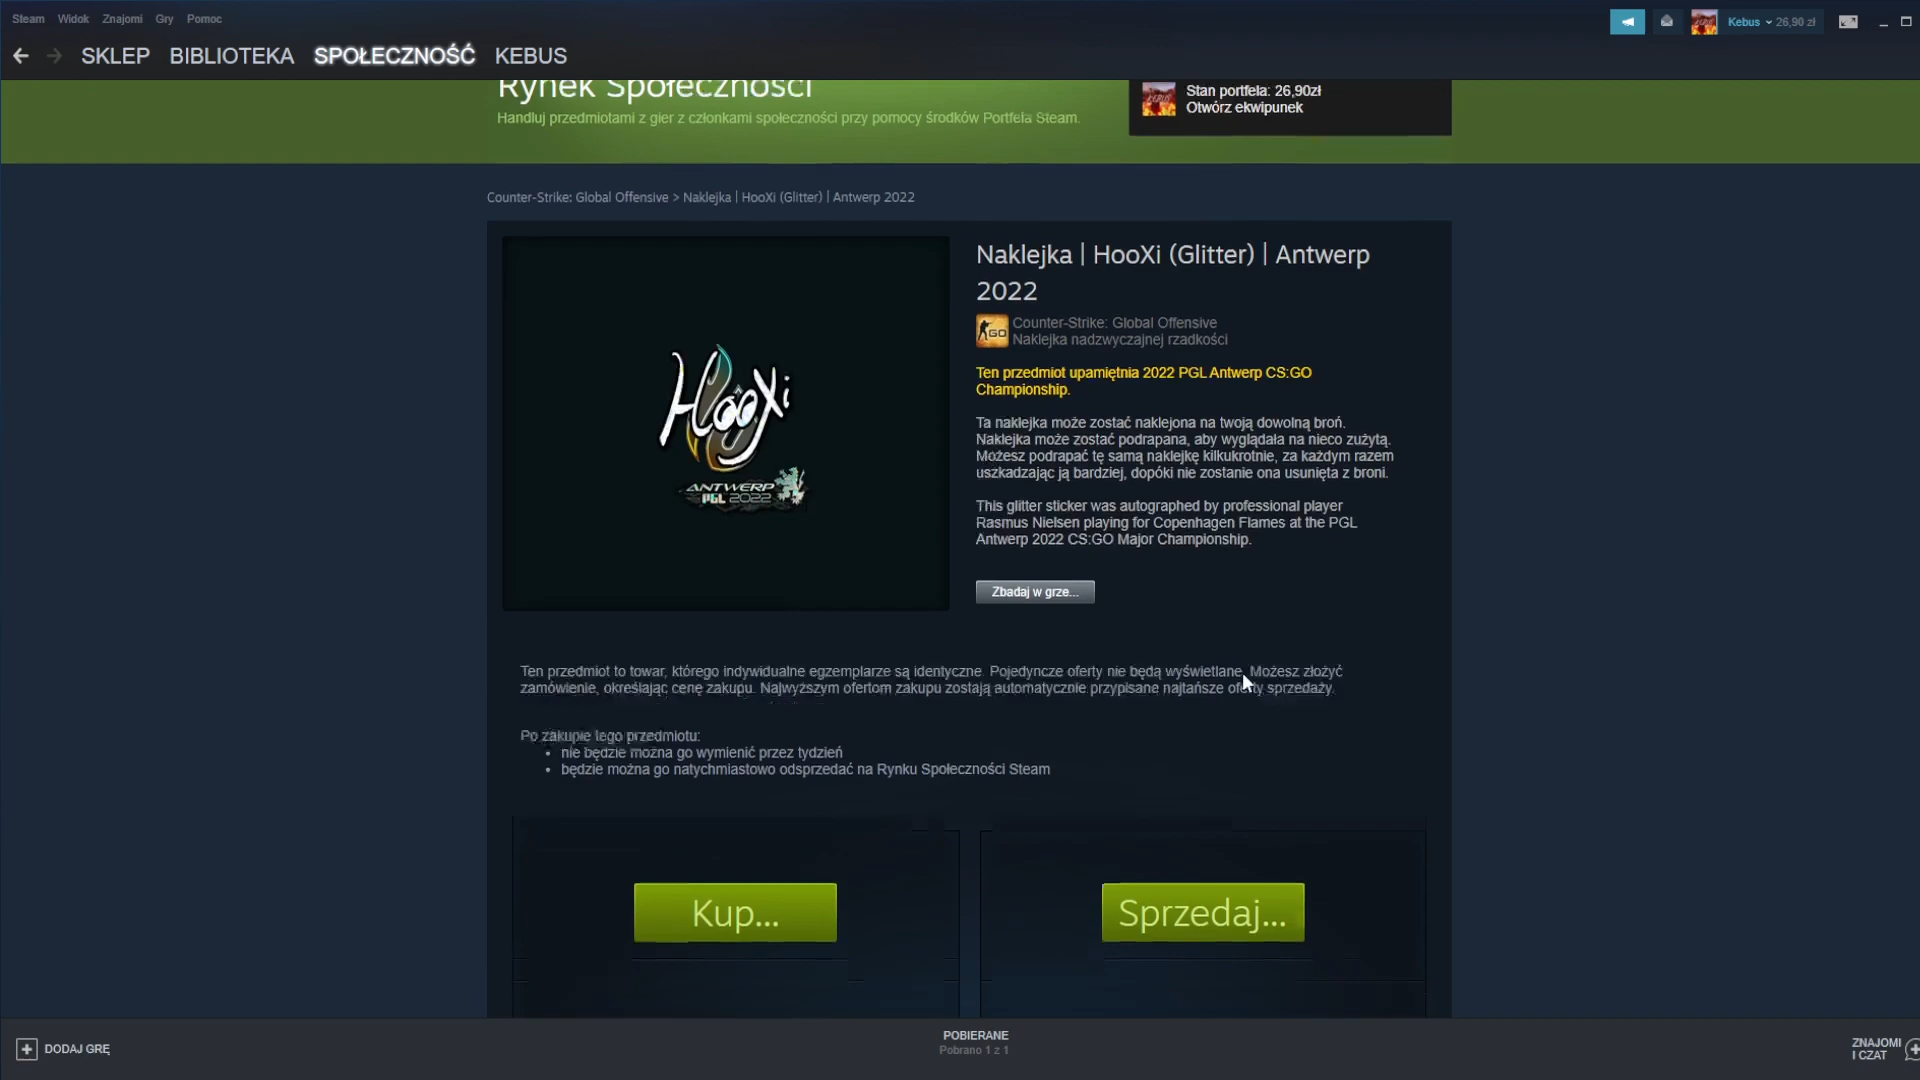 Steam Widok Znajomi Gry Pomoc
Kebus 26,90 zł
SKLEP BIBLIOTEKA SPOŁECZNOŚĆ KEBUS
Rynek Społeczności
Handluj przedmiotami z gier z członkami społeczności przy pomocy środków Portfela Steam.
Stan portfela: 26,90zł
Otwórz ekwipunek
Counter-Strike: Global Offensive > Naklejka | HooXi (Glitter) | Antwerp 2022
HooXi
ANTWERP
PGL 2022
Naklejka | HooXi (Glitter) | Antwerp
2022
GO
Counter-Strike: Global Offensive
Naklejka nadzwyczajnej rzadkości
Ten przedmiot upamiętnia 2022 PGL Antwerp CS:GO
Championship.
Ta naklejka może zostać naklejona na twoją dowolną broń.
Naklejka może zostać podrapana, aby wyglądała na nieco zużytą.
Możesz podrapać tę samą naklejkę kilkukrotnie, za każdym razem
uszkadzając ją bardziej, dopóki nie zostanie ona usunięta z broni.
This glitter sticker was autographed by professional player
Rasmus Nielsen playing for Copenhagen Flames at the PGL
Antwerp 2022 CS:GO Major Championship.
Zbadaj w grze...
Ten przedmiot to towar, którego indywidualne egzemplarze są identyczne. Pojedyncze oferty nie będą wyświetlane. Możesz złożyć
zamówienie, określając cenę zakupu. Najwyższym ofertom zakupu zostają automatycznie przypisane najtańsze oferty sprzedaży.
Po zakupie tego przedmiotu:
• nie będzie można go wymienić przez tydzień
• będzie można go natychmiastowo odsprzedać na Rynku Społeczności Steam
Kup...
Sprzedaj...
DODAJ GRĘ
POBIERANE
Pobrano 1 z 1
ZNAJOMI
I CZAT